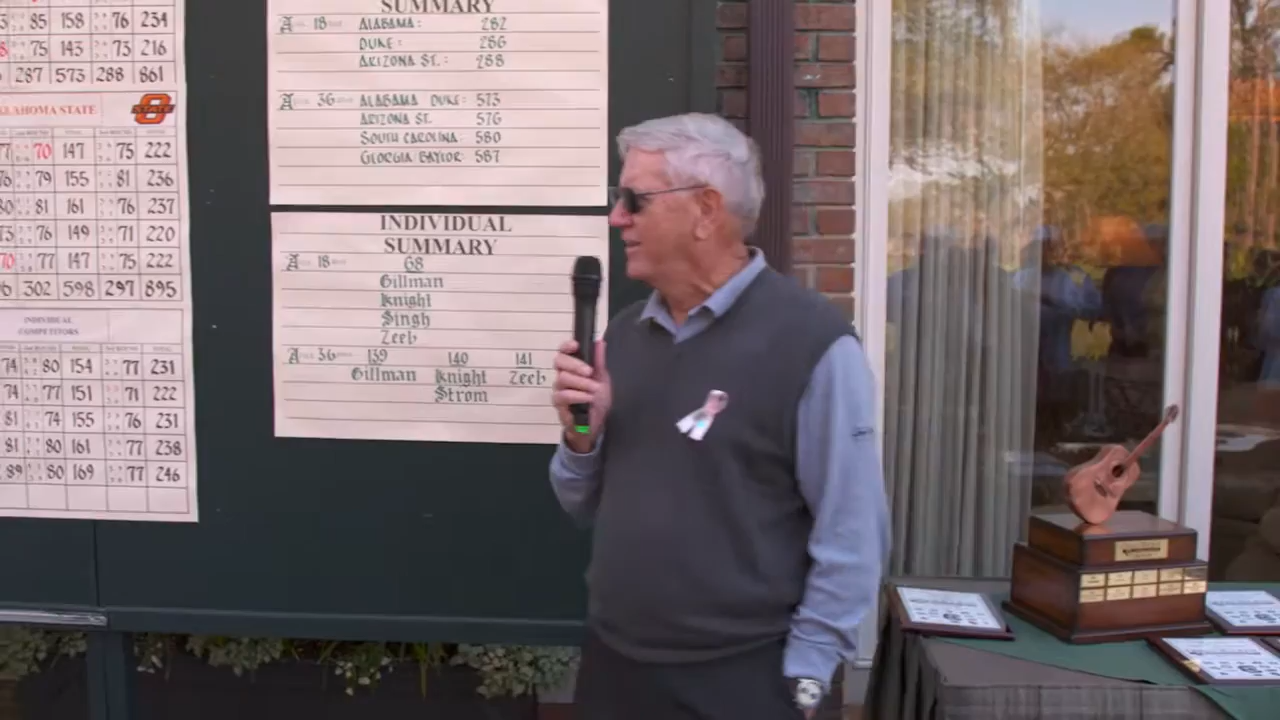 85 158 76 234
75 143 73 216
287 573 288 861
OKLAHOMA STATE
O STATE
70 147 75 222
79 155 81 236
81 161 76 237
76 149 71 220
77 147 75 222
302 598 297 895
INDIVIDUAL
COMPETITORS
74 80 154 77 231
74 77 151 71 222
81 74 155 76 231
81 80 161 77 238
89 80 169 77 246
SUMMARY
A 18 ALABAMA: 282
DUKE: 286
ARIZONA ST.: 288
A 36 ALABAMA DUKE: 573
ARIZONA ST. 576
SOUTH CAROLINA 580
GEORGIA BAYLOR 587
INDIVIDUAL
SUMMARY
A 18 68
Gillman
Knight
Singh
Zeeb
A 36 139 140 141
Gillman Knight Zeeb
Strom